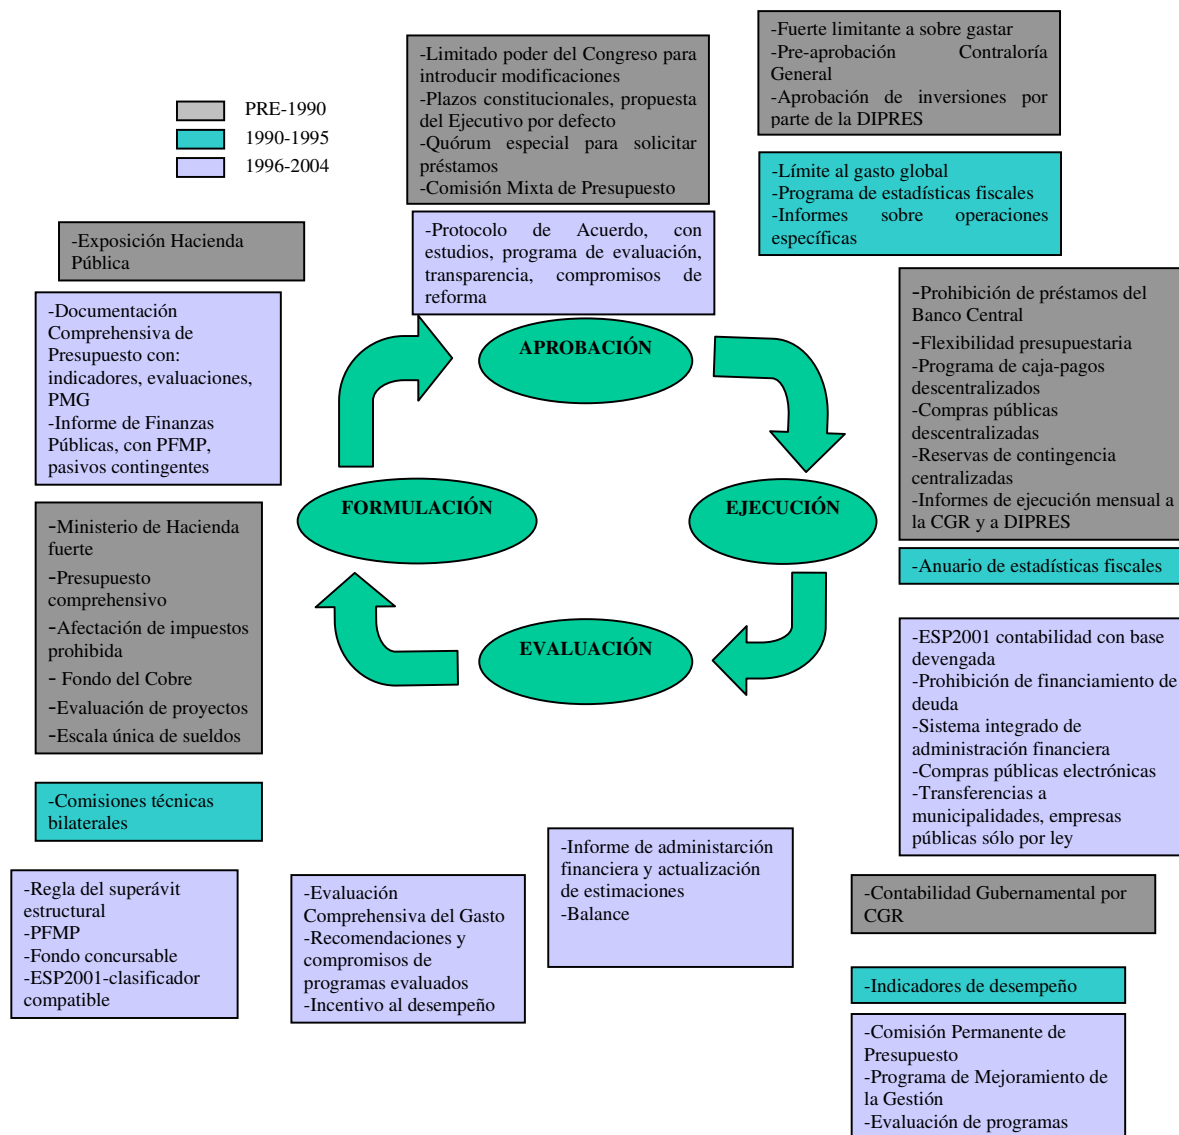 PRE-1990
1990-1995
1996-2004
-Limitado poder del Congreso para
introducir modificaciones
-Plazos constitucionales, propuesta
del Ejecutivo por defecto
-Quórum especial para solicitar
préstamos
-Comisión Mixta de Presupuesto
-Fuerte limitante a sobre gastar
-Pre-aprobación Contraloría
General
-Aprobación de inversiones por
parte de la DIPRES
-Límite al gasto global
-Programa de estadísticas fiscales
-Informes sobre operaciones
específicas
-Protocolo de Acuerdo, con
estudios, programa de evaluación,
transparencia, compromisos de
reforma
-Exposición Hacienda
Pública
-Documentación
Comprehensiva de
Presupuesto con:
indicadores, evaluaciones,
PMG
-Informe de Finanzas
Públicas, con PFMP,
pasivos contingentes
APROBACIÓN
-Prohibición de préstamos del
Banco Central
-Flexibilidad presupuestaria
-Programa de caja-pagos
descentralizados
-Compras públicas
descentralizadas
-Reservas de contingencia
centralizadas
-Informes de ejecución mensual a
la CGR y a DIPRES
FORMULACIÓN
EJECUCIÓN
-Ministerio de Hacienda
fuerte
-Presupuesto
comprehensivo
-Afectación de impuestos
prohibida
- Fondo del Cobre
-Evaluación de proyectos
-Escala única de sueldos
-Anuario de estadísticas fiscales
EVALUACIÓN
-ESP2001 contabilidad con base
devengada
-Prohibición de financiamiento de
deuda
-Sistema integrado de
administración financiera
-Compras públicas electrónicas
-Transferencias a
municipalidades, empresas
públicas sólo por ley
-Comisiones técnicas
bilaterales
-Regla del superávit
estructural
-PFMP
-Fondo concursable
-ESP2001-clasificador
compatible
-Evaluación
Comprehensiva del Gasto
-Recomendaciones y
compromisos de
programas evaluados
-Incentivo al desempeño
-Informe de administarción
financiera y actualización
de estimaciones
-Balance
-Contabilidad Gubernamental por
CGR
-Indicadores de desempeño
-Comisión Permanente de
Presupuesto
-Programa de Mejoramiento de
la Gestión
-Evaluación de programas